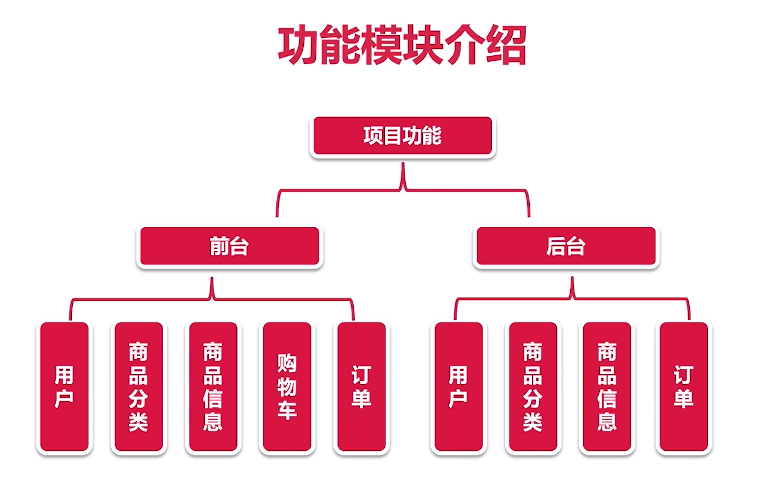 功能模块介绍
项目功能
前台
后台
用户
商品分类
商品信息
购物车
订单
用户
商品分类
商品信息
订单